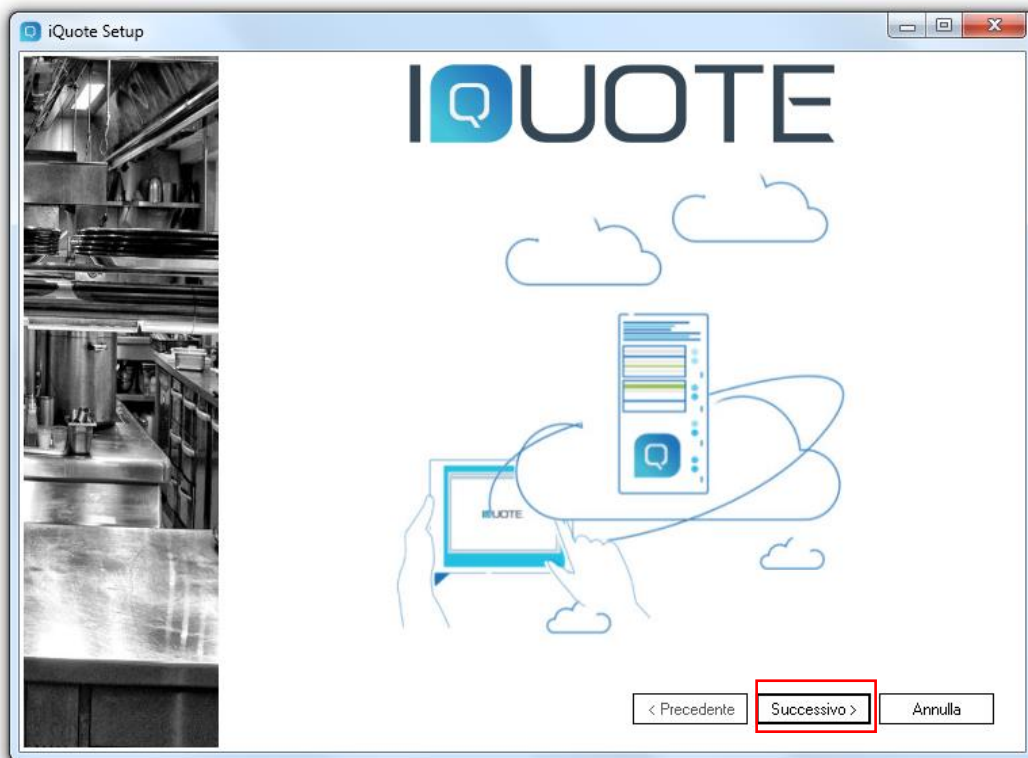 iQuote Setup
IQUOTE
IQUOTE
< Precedente
Successivo >
Annulla